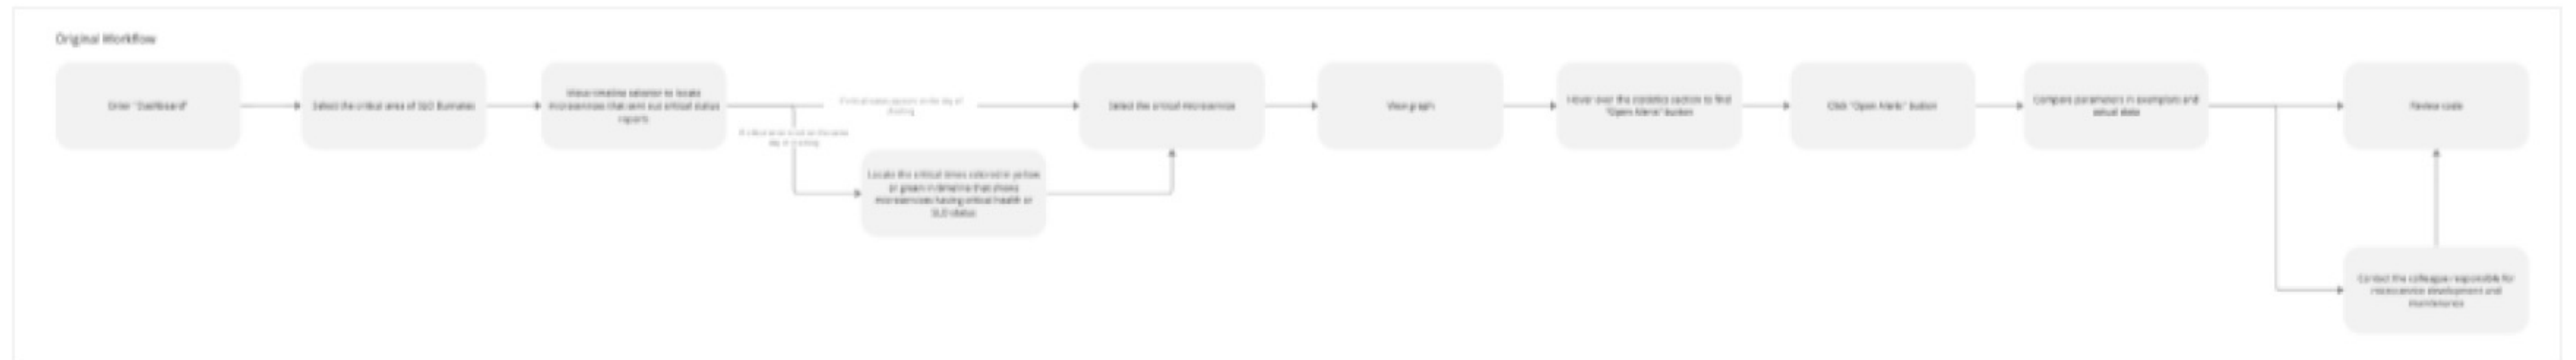 Original Workflow
Enter "Dashboard"
Select the critical area of SLO Burnrates
Move timeline selector to locate
microservices that sent out critical status
reports
day of
Select the critical microservice
View graph
Hover over the statistics section to find
"Open Alerts" button
Click "Open Alerts" button
Compare parameters in exemplars and
actual data
Review code
Locate the critical times colored in yellow
or green in timeline that shows
microservices having critical health or
SLO status
Contact the colleague responsible for
microservice development and
maintenance